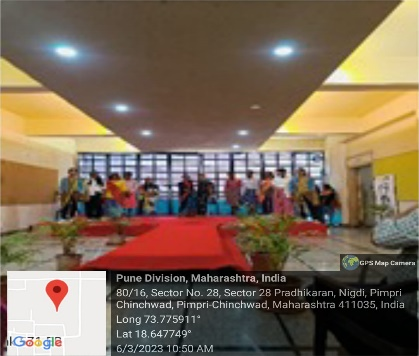 GPS Map Camera
Pune Division, Maharashtra, India
80/16, Sector No. 28, Sector 28 Pradhikaran, Nigdi, Pimpri
Chinchwad, Pimpri-Chinchwad, Maharashtra 411035, India
Long 73.775911°
Lat 18.647749°
6/3/2023 10:50 AM
Google